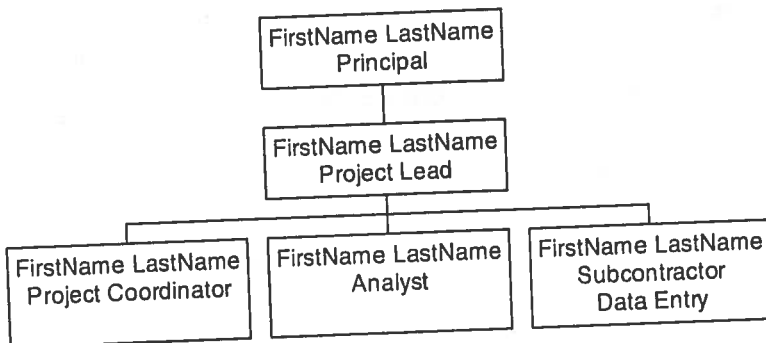 FirstName LastName
Principal
FirstName LastName
Project Lead
FirstName LastName
Project Coordinator
FirstName LastName
Analyst
FirstName LastName
Subcontractor
Data Entry